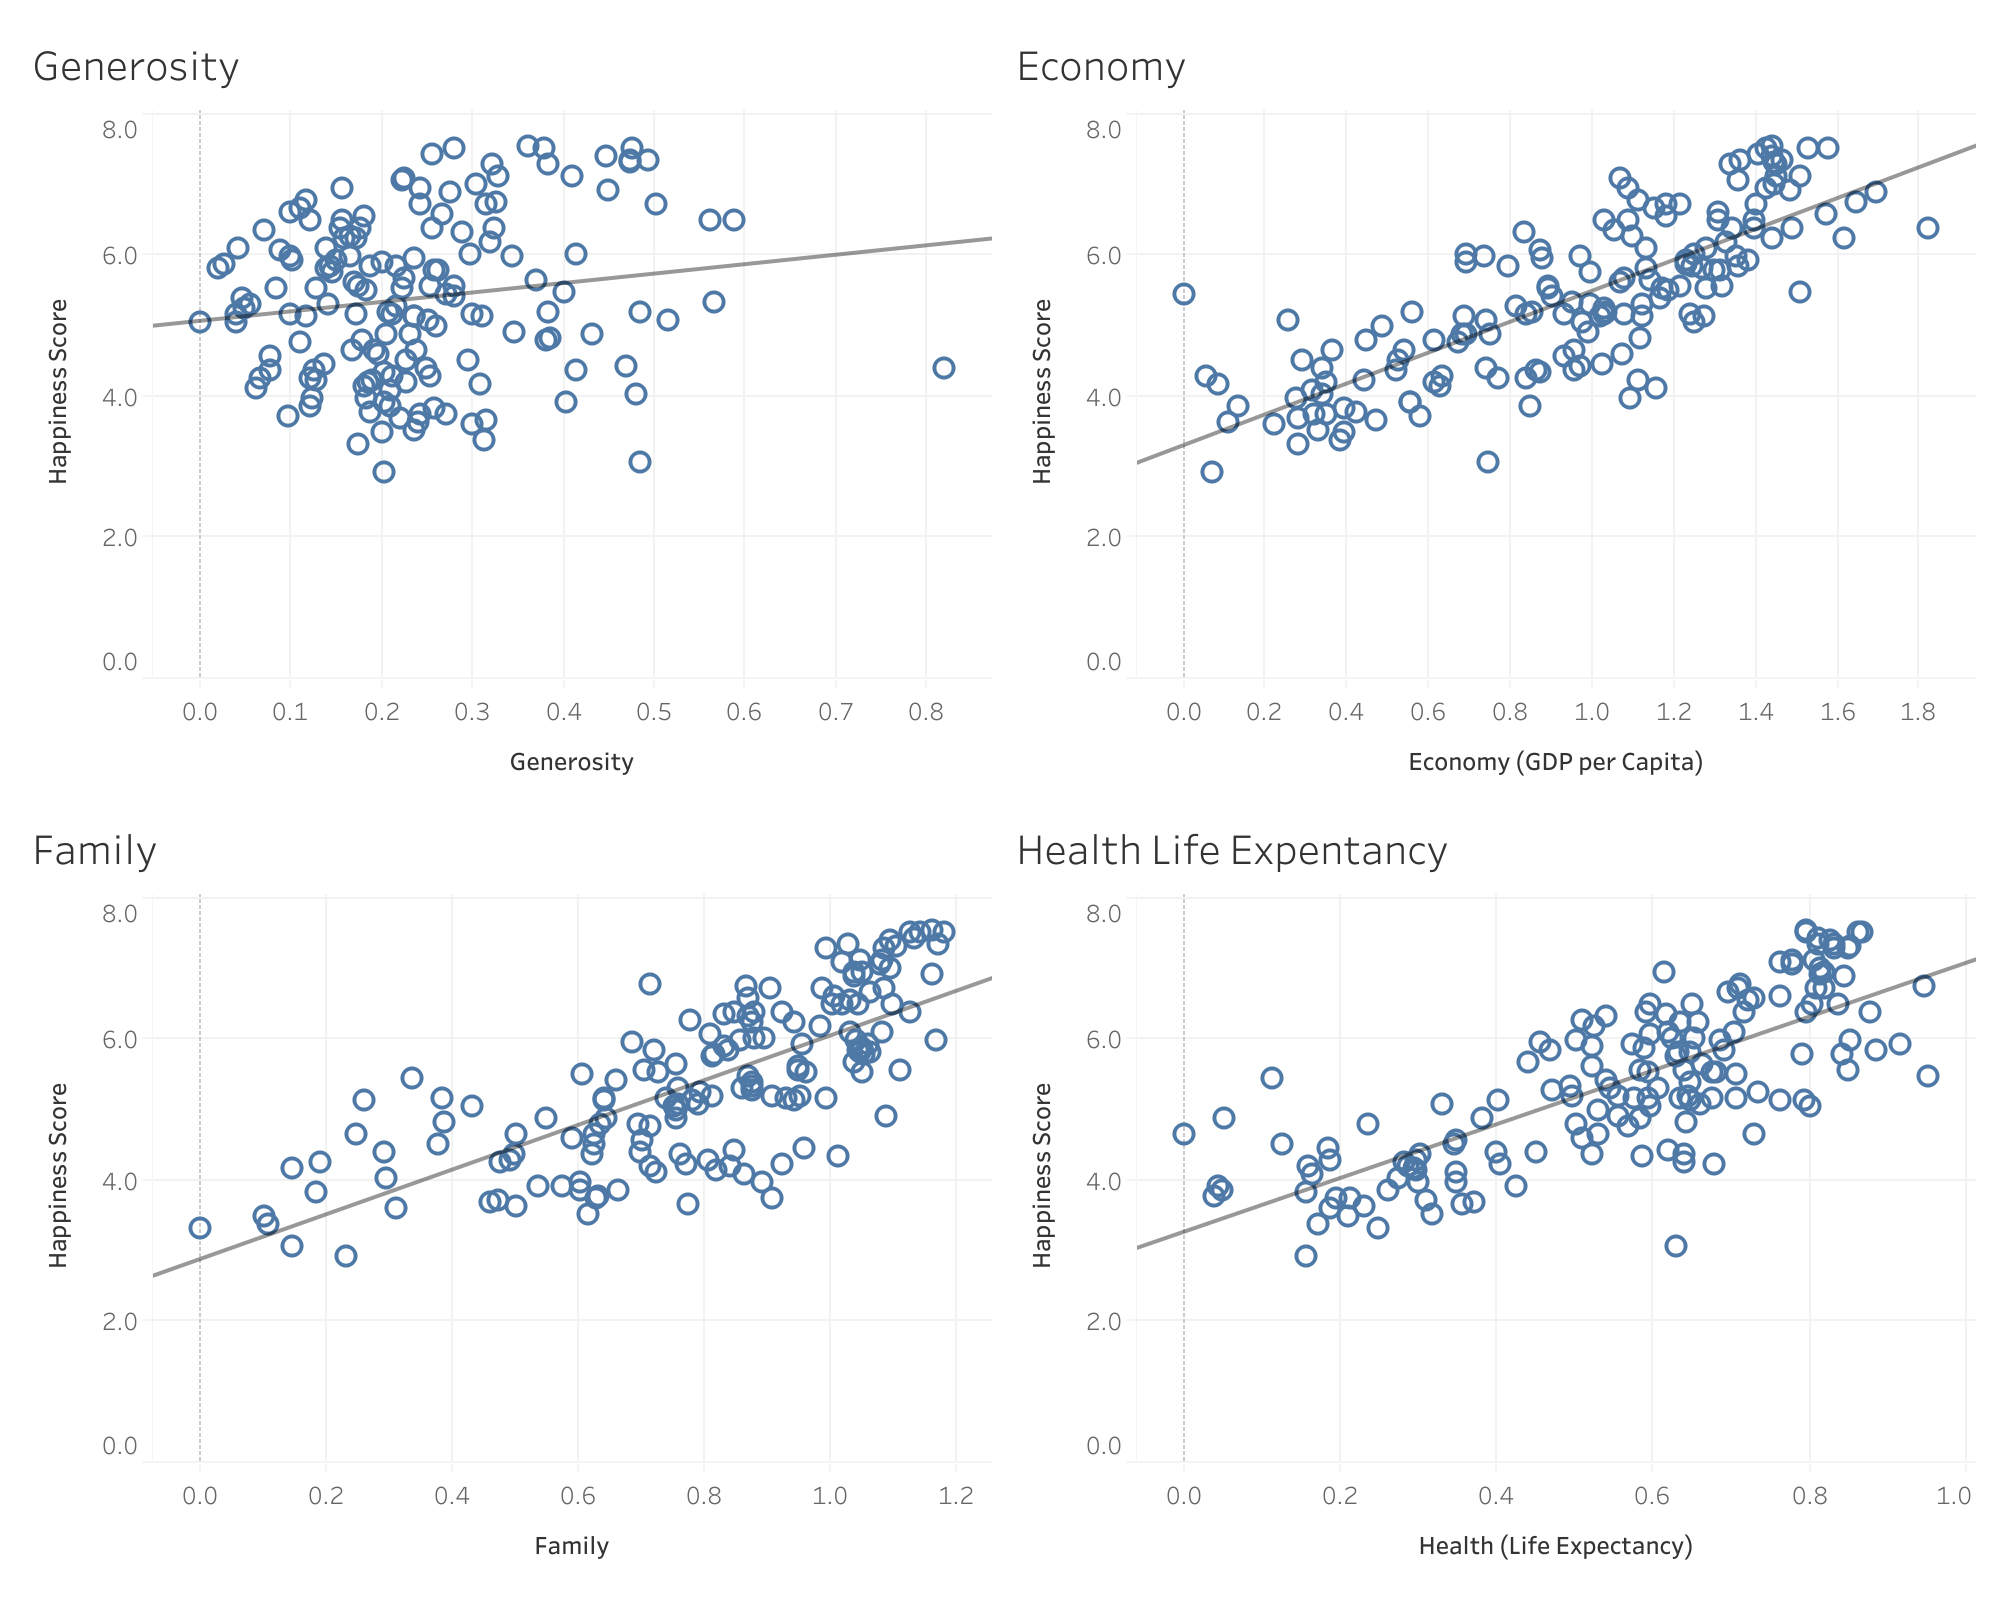 Generosity
8.0
6.0
4.0
2.0
0.0
Happiness Score
0.0 0.1 0.2 0.3 0.4 0.5 0.6 0.7 0.8
Generosity
Economy
8.0
6.0
4.0
2.0
0.0
Happiness Score
0.0 0.2 0.4 0.6 0.8 1.0 1.2 1.4 1.6 1.8
Economy (GDP per Capita)
Family
8.0
6.0
4.0
2.0
0.0
Happiness Score
0.0 0.2 0.4 0.6 0.8 1.0 1.2
Family
Health Life Expentancy
8.0
6.0
4.0
2.0
0.0
Happiness Score
0.0 0.2 0.4 0.6 0.8 1.0
Health (Life Expectancy)